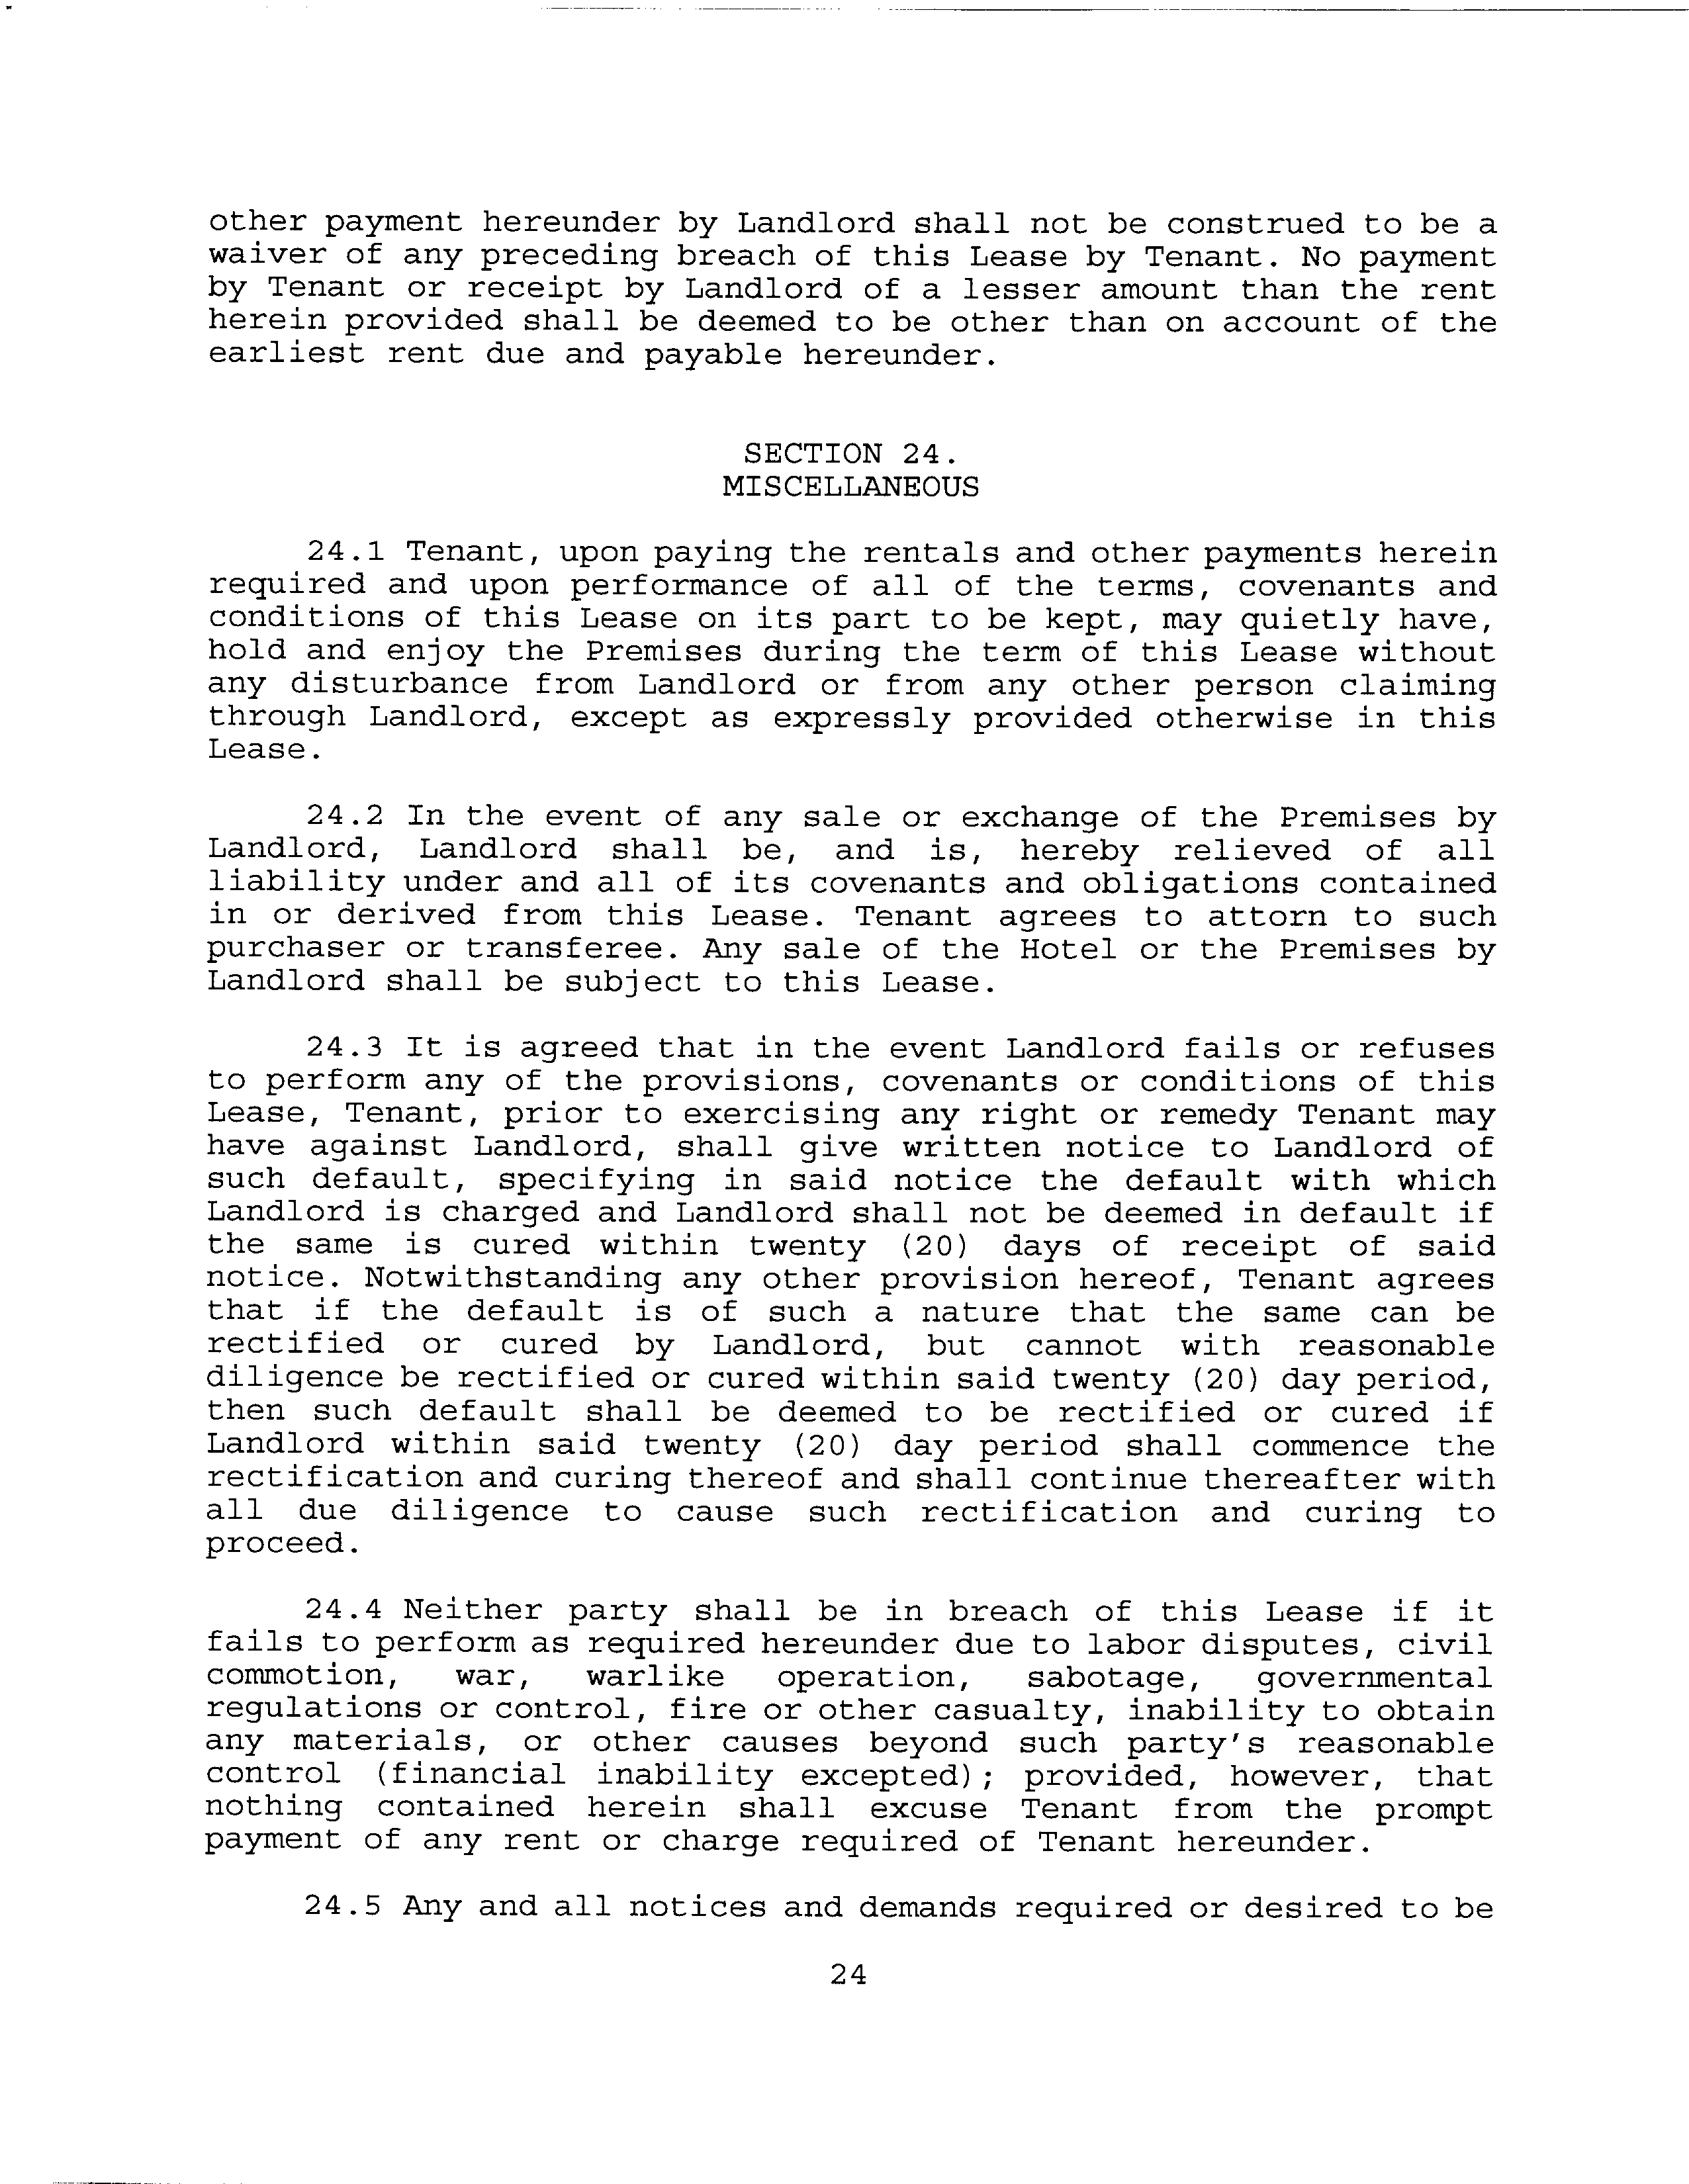 other payment hereunder by Landlord shall not be construed to be a
waiver of any preceding breach of this Lease by Tenant. No payment
by Tenant or receipt by Landlord of a lesser amount than the rent
herein provided shall be deemed to be other than on account of the
earliest rent due and payable hereunder.
SECTION 24.
MISCELLANEOUS
24.1 Tenant, upon paying the rentals and other payments herein
required and upon performance of all of the terms, covenants and
conditions of this Lease on its part to be kept, may quietly have,
hold and enjoy the Premises during the term of this Lease without
any disturbance from Landlord or from any other person claiming
through Landlord, except as expressly provided otherwise in this
Lease.
24.2 In the event of any sale or exchange of the Premises by
Landlord, Landlord shall be, and is, hereby relieved of all
liability under and all of its covenants and obligations contained
in or derived from this Lease. Tenant agrees to attorn to such
purchaser or transferee. Any sale of the Hotel or the Premises by
Landlord shall be subject to this Lease.
24.3 It is agreed that in the event Landlord fails or refuses
to perform any of the provisions, covenants or conditions of this
Lease, Tenant, prior to exercising any right or remedy Tenant may
have against Landlord, shall give written notice to Landlord of
such default, specifying in said notice the default with which
Landlord is charged and Landlord shall not be deemed in default if
the same is cured within twenty (20) days of receipt of said
notice. Notwithstanding any other provision hereof, Tenant agrees
that if the default is of such a nature that the same can be
rectified or cured by Landlord, but cannot with reasonable
diligence be rectified or cured within said twenty (20) day period,
then such default shall be deemed to be rectified or cured if
Landlord within said twenty (20) day period shall commence the
rectification and curing thereof and shall continue thereafter with
all due diligence to cause such rectification and curing to
proceed.
24.4 Neither party shall be in breach of this Lease if it
fails to perform as required hereunder due to labor disputes, civil
commotion, war, warlike operation, sabotage, governmental
regulations or control, fire or other casualty, inability to obtain
any materials, or other causes beyond such party's reasonable
control (financial inability excepted); provided, however, that
nothing contained herein shall excuse Tenant from the prompt
payment of any rent or charge required of Tenant hereunder.
24.5 Any and all notices and demands required or desired to be
24